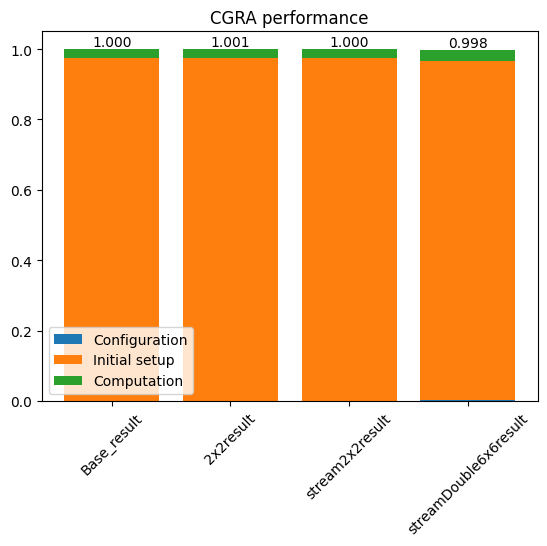 CGRA performance
1.000
1.001
1.000
0.998
1.0
0.8
0.6
0.4
0.2
0.0
Configuration
Initial setup
Computation
Base_result
2x2result
stream2x2result
streamDouble6x6result